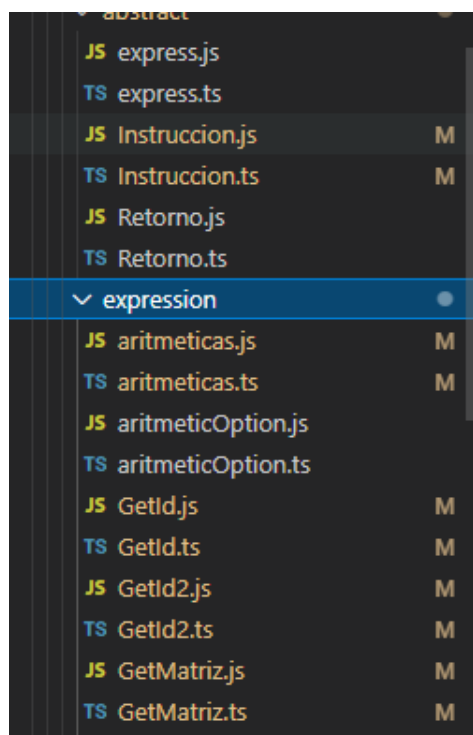 abstract
JS express.js
TS express.ts
JS Instruccion.js M
TS Instruccion.ts M
JS Retorno.js
TS Retorno.ts
expression
JS aritmeticas.js M
TS aritmeticas.ts M
JS aritmeticOption.js
TS aritmeticOption.ts
JS GetId.js M
TS GetId.ts M
JS GetId2.js M
TS GetId2.ts M
JS GetMatriz.js M
TS GetMatriz.ts M